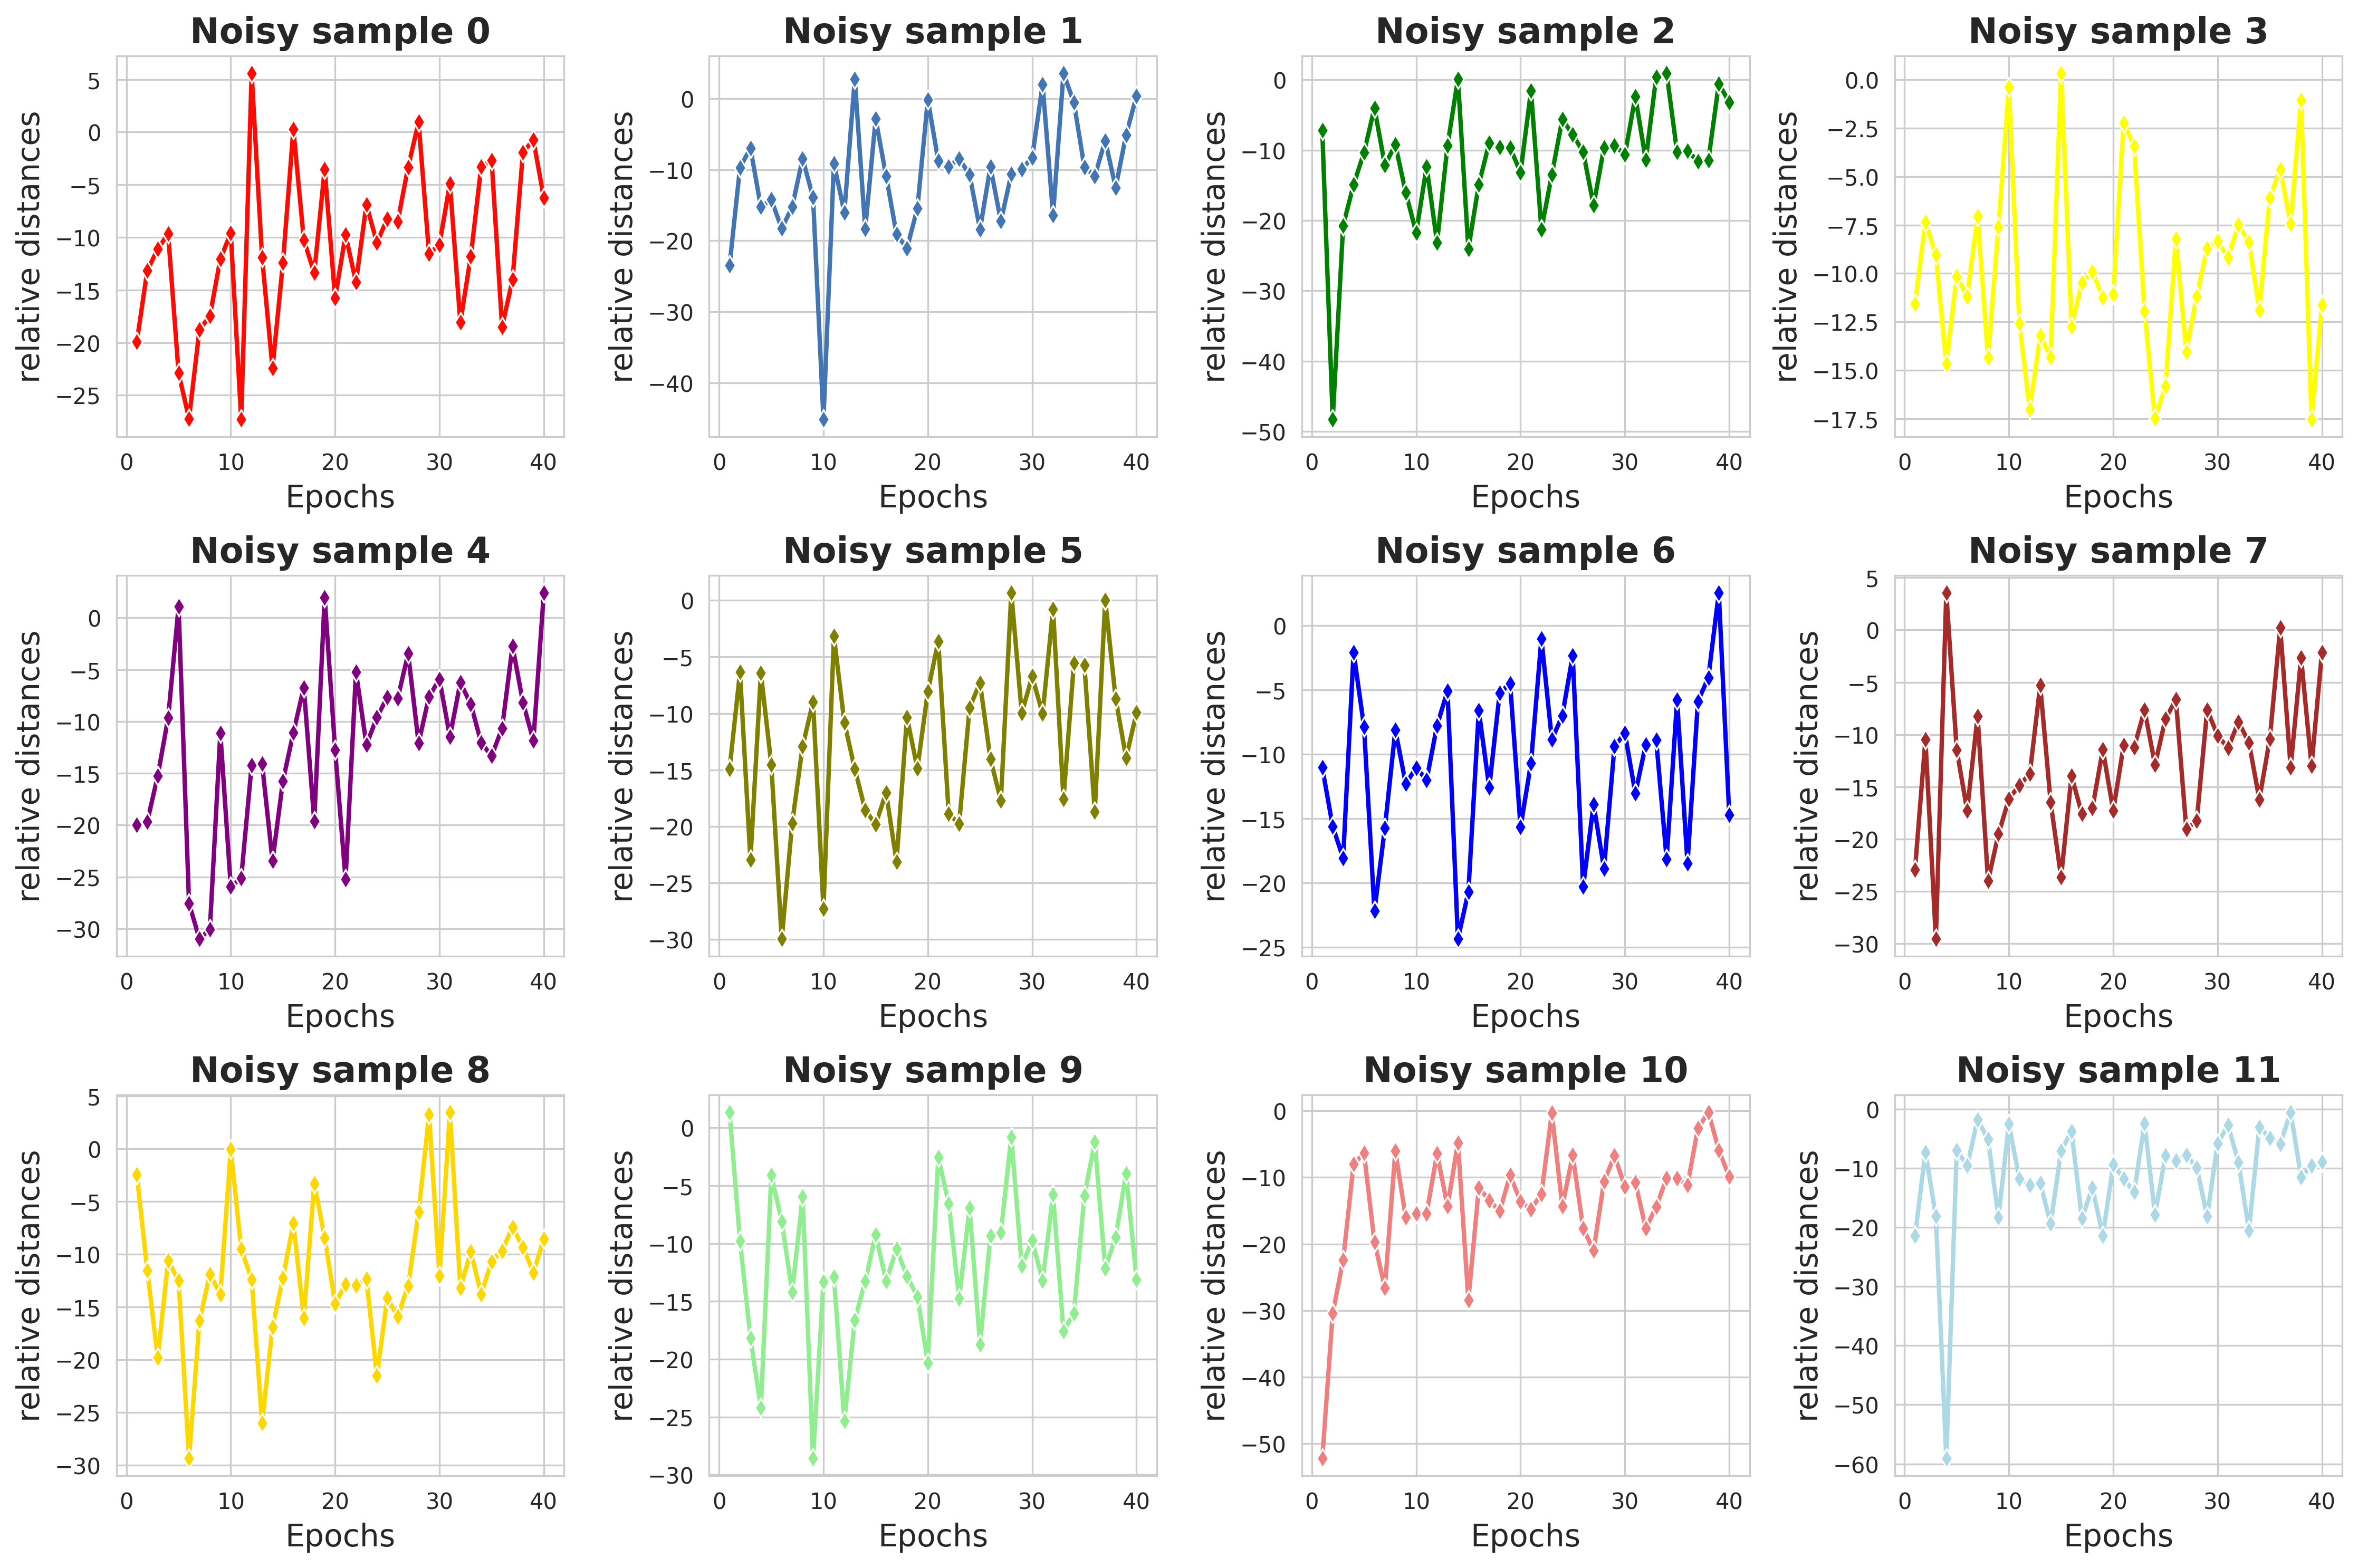 Noisy sample 0
5
0
−5
−10
−15
−20
−25
relative distances
0 10 20 30 40
Epochs
Noisy sample 1
0
−10
−20
−30
−40
relative distances
0 10 20 30 40
Epochs
Noisy sample 2
0
−10
−20
−30
−40
−50
relative distances
0 10 20 30 40
Epochs
Noisy sample 3
0.0
−2.5
−5.0
−7.5
−10.0
−12.5
−15.0
−17.5
relative distances
0 10 20 30 40
Epochs
Noisy sample 4
0
−5
−10
−15
−20
−25
−30
relative distances
0 10 20 30 40
Epochs
Noisy sample 5
0
−5
−10
−15
−20
−25
−30
relative distances
0 10 20 30 40
Epochs
Noisy sample 6
0
−5
−10
−15
−20
−25
relative distances
0 10 20 30 40
Epochs
Noisy sample 7
5
0
−5
−10
−15
−20
−25
−30
relative distances
0 10 20 30 40
Epochs
Noisy sample 8
5
0
−5
−10
−15
−20
−25
−30
relative distances
0 10 20 30 40
Epochs
Noisy sample 9
0
−5
−10
−15
−20
−25
−30
relative distances
0 10 20 30 40
Epochs
Noisy sample 10
0
−10
−20
−30
−40
−50
relative distances
0 10 20 30 40
Epochs
Noisy sample 11
0
−10
−20
−30
−40
−50
−60
relative distances
0 10 20 30 40
Epochs